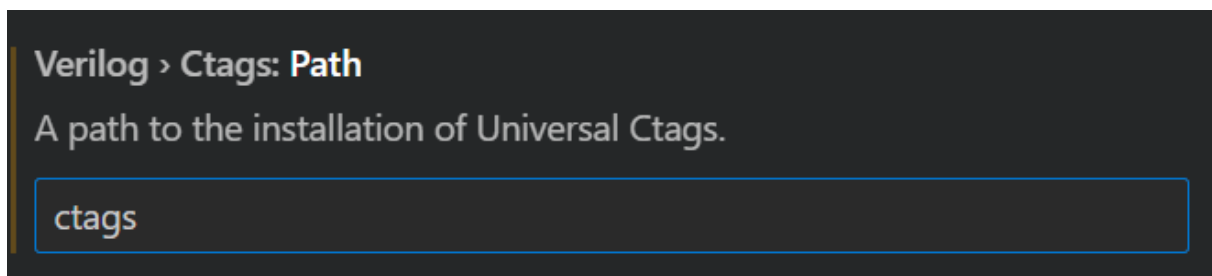 Verilog › Ctags: Path
A path to the installation of Universal Ctags.
ctags